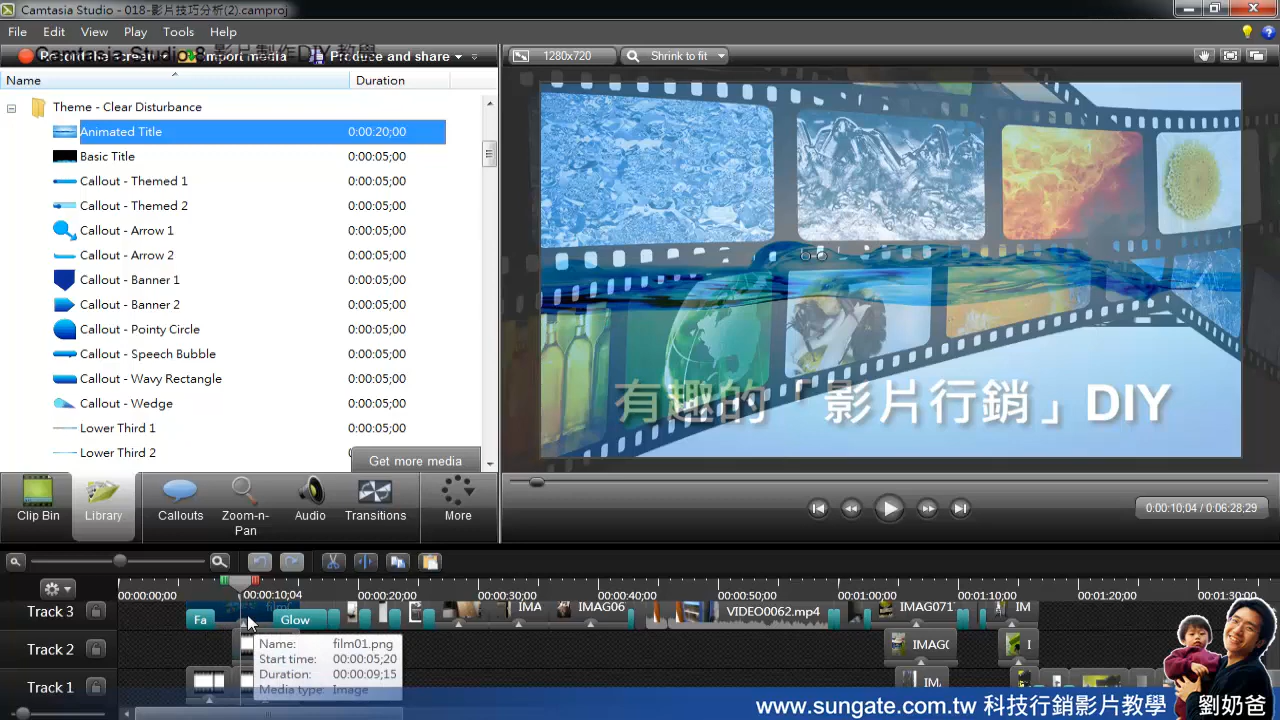 Camtasia Studio - 018-影片技巧分析(2).camproj
File Edit View Play Tools Help
Camtasia Studio 8 影片製作DIY 教學
Import media Produce and share
1280x720 Shrink to fit
Name Duration
Theme - Clear Disturbance
Animated Title 0:00:20;00
Basic Title 0:00:05;00
Callout - Themed 1 0:00:05;00
Callout - Themed 2 0:00:05;00
Callout - Arrow 1 0:00:05;00
Callout - Arrow 2 0:00:05;00
Callout - Banner 1 0:00:05;00
Callout - Banner 2 0:00:05;00
Callout - Pointy Circle 0:00:05;00
Callout - Speech Bubble 0:00:05;00
Callout - Wavy Rectangle 0:00:05;00
Callout - Wedge 0:00:05;00
Lower Third 1 0:00:05;00
Lower Third 2
Get more media
有趣的「影片行銷」DIY
Clip Bin Library Callouts Zoom-n-Pan Audio Transitions More
0:00:10;04 / 0:06:28;29
00:00:00;00 00:00:10;04 00:00:20;00 00:00:30;00 00:00:40;00 00:00:50;00 00:01:00;00 00:01:10;00 00:01:30;00
Track 3 Fa Glow IMA IMAG06 VIDEO0062.mp4 IMAG071 IM
Track 2 IMAG( I
Name: film01.png
Start time: 00:00:05;20
Duration: 00:00:09;15
Media type: Image
Track 1 IM
www.sungate.com.tw 科技行銷影片教學 劉奶爸